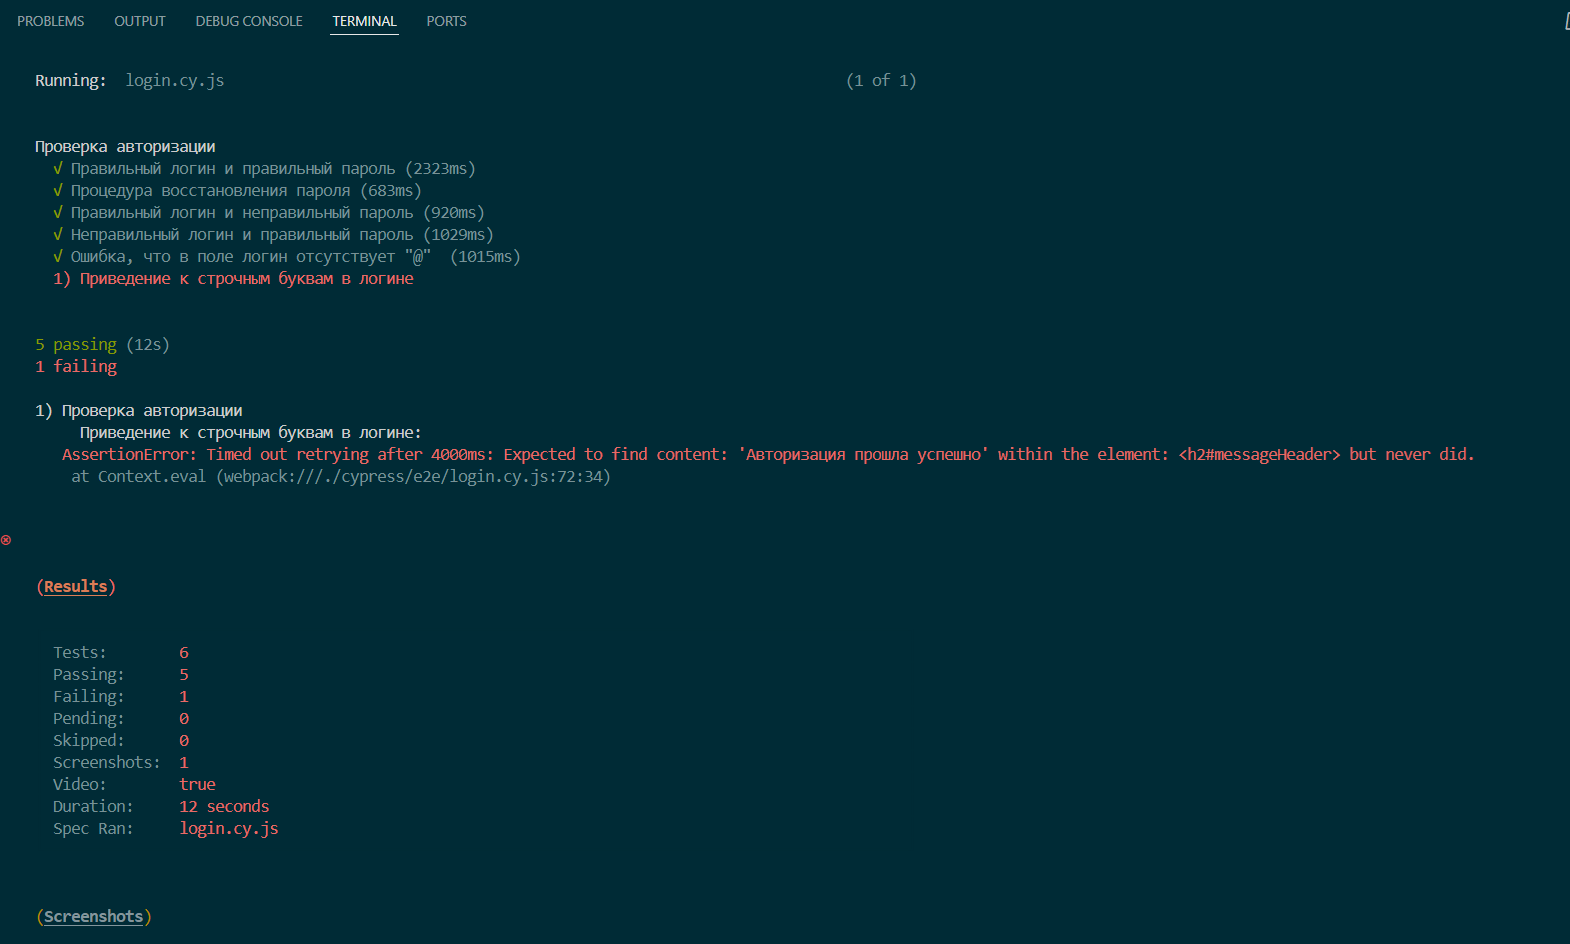 PROBLEMS OUTPUT DEBUG CONSOLE TERMINAL PORTS
Running: login.cy.js (1 of 1)
Проверка авторизации
√ Правильный логин и правильный пароль (2323ms)
√ Процедура восстановления пароля (683ms)
√ Правильный логин и неправильный пароль (920ms)
√ Неправильный логин и правильный пароль (1029ms)
√ Ошибка, что в поле логин отсутствует "@"  (1015ms)
1) Приведение к строчным буквам в логине
5 passing (12s)
1 failing
1) Проверка авторизации
Приведение к строчным буквам в логине:
AssertionError: Timed out retrying after 4000ms: Expected to find content: 'Авторизация прошла успешно' within the element: <h2#messageHeader> but never did.
at Context.eval (webpack:///./cypress/e2e/login.cy.js:72:34)
(Results)
Tests: 6
Passing: 5
Failing: 1
Pending: 0
Skipped: 0
Screenshots: 1
Video: true
Duration: 12 seconds
Spec Ran: login.cy.js
(Screenshots)